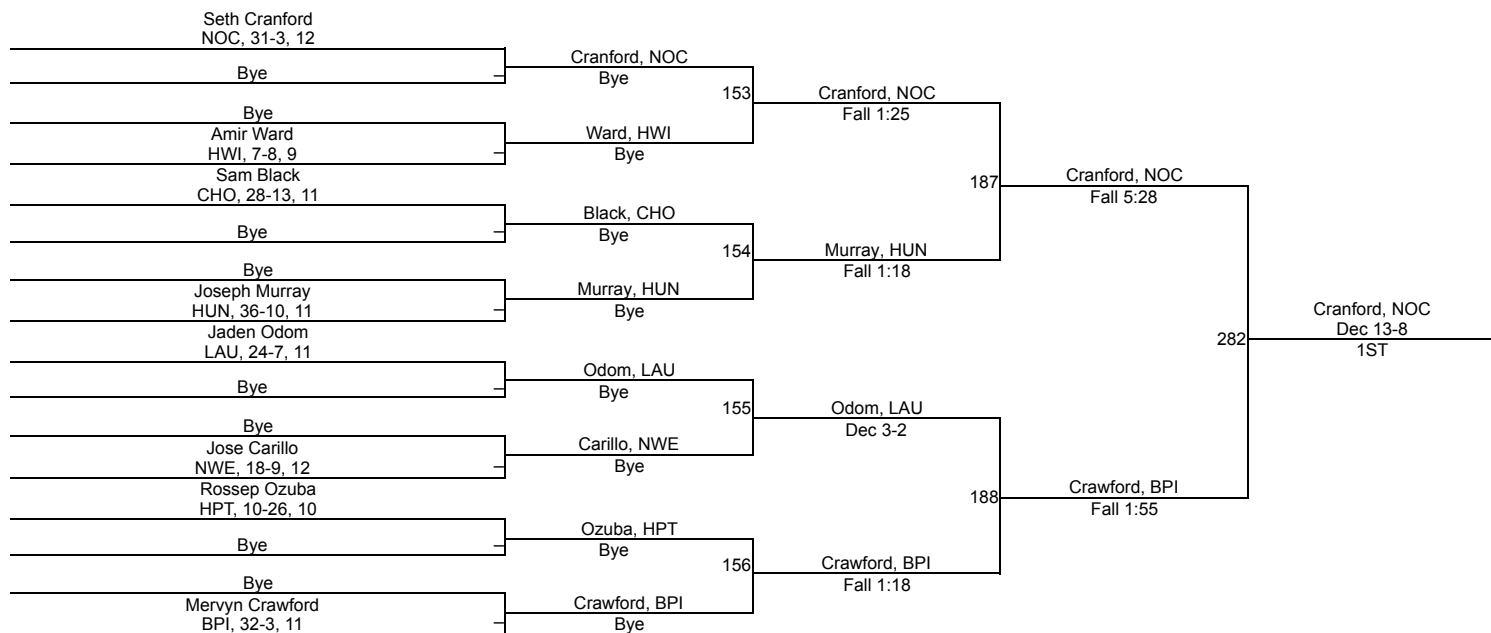 Seth Cranford
NOC, 31-3, 12
Bye
Bye
Amir Ward
HWI, 7-8, 9
Sam Black
CHO, 28-13, 11
Bye
Bye
Joseph Murray
HUN, 36-10, 11
Jaden Odom
LAU, 24-7, 11
Bye
Bye
Jose Carillo
NWE, 18-9, 12
Rossep Ozuba
HPT, 10-26, 10
Bye
Bye
Mervyn Crawford
BPI, 32-3, 11
Cranford, NOC
Bye
153
Ward, HWI
Bye
Black, CHO
Bye
154
Murray, HUN
Bye
Odom, LAU
Bye
155
Carillo, NWE
Bye
Ozuba, HPT
Bye
156
Crawford, BPI
Bye
Cranford, NOC
Fall 1:25
187
Murray, HUN
Fall 1:18
Odom, LAU
Dec 3-2
188
Crawford, BPI
Fall 1:18
Cranford, NOC
Fall 5:28
282
Crawford, BPI
Fall 1:55
Cranford, NOC
Dec 13-8
1ST